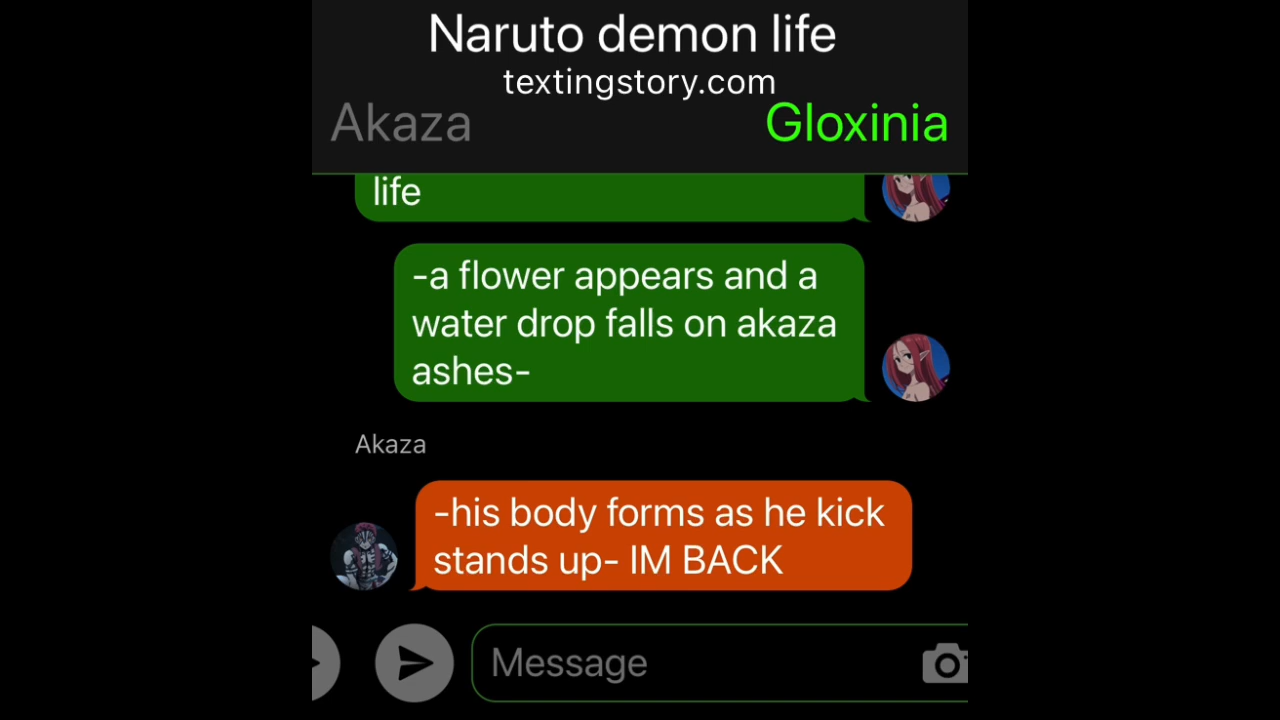 Naruto demon life
textingstory.com
Akaza
Gloxinia
life
-a flower appears and a
water drop falls on akaza
ashes-
Akaza
-his body forms as he kick
stands up- IM BACK
Message